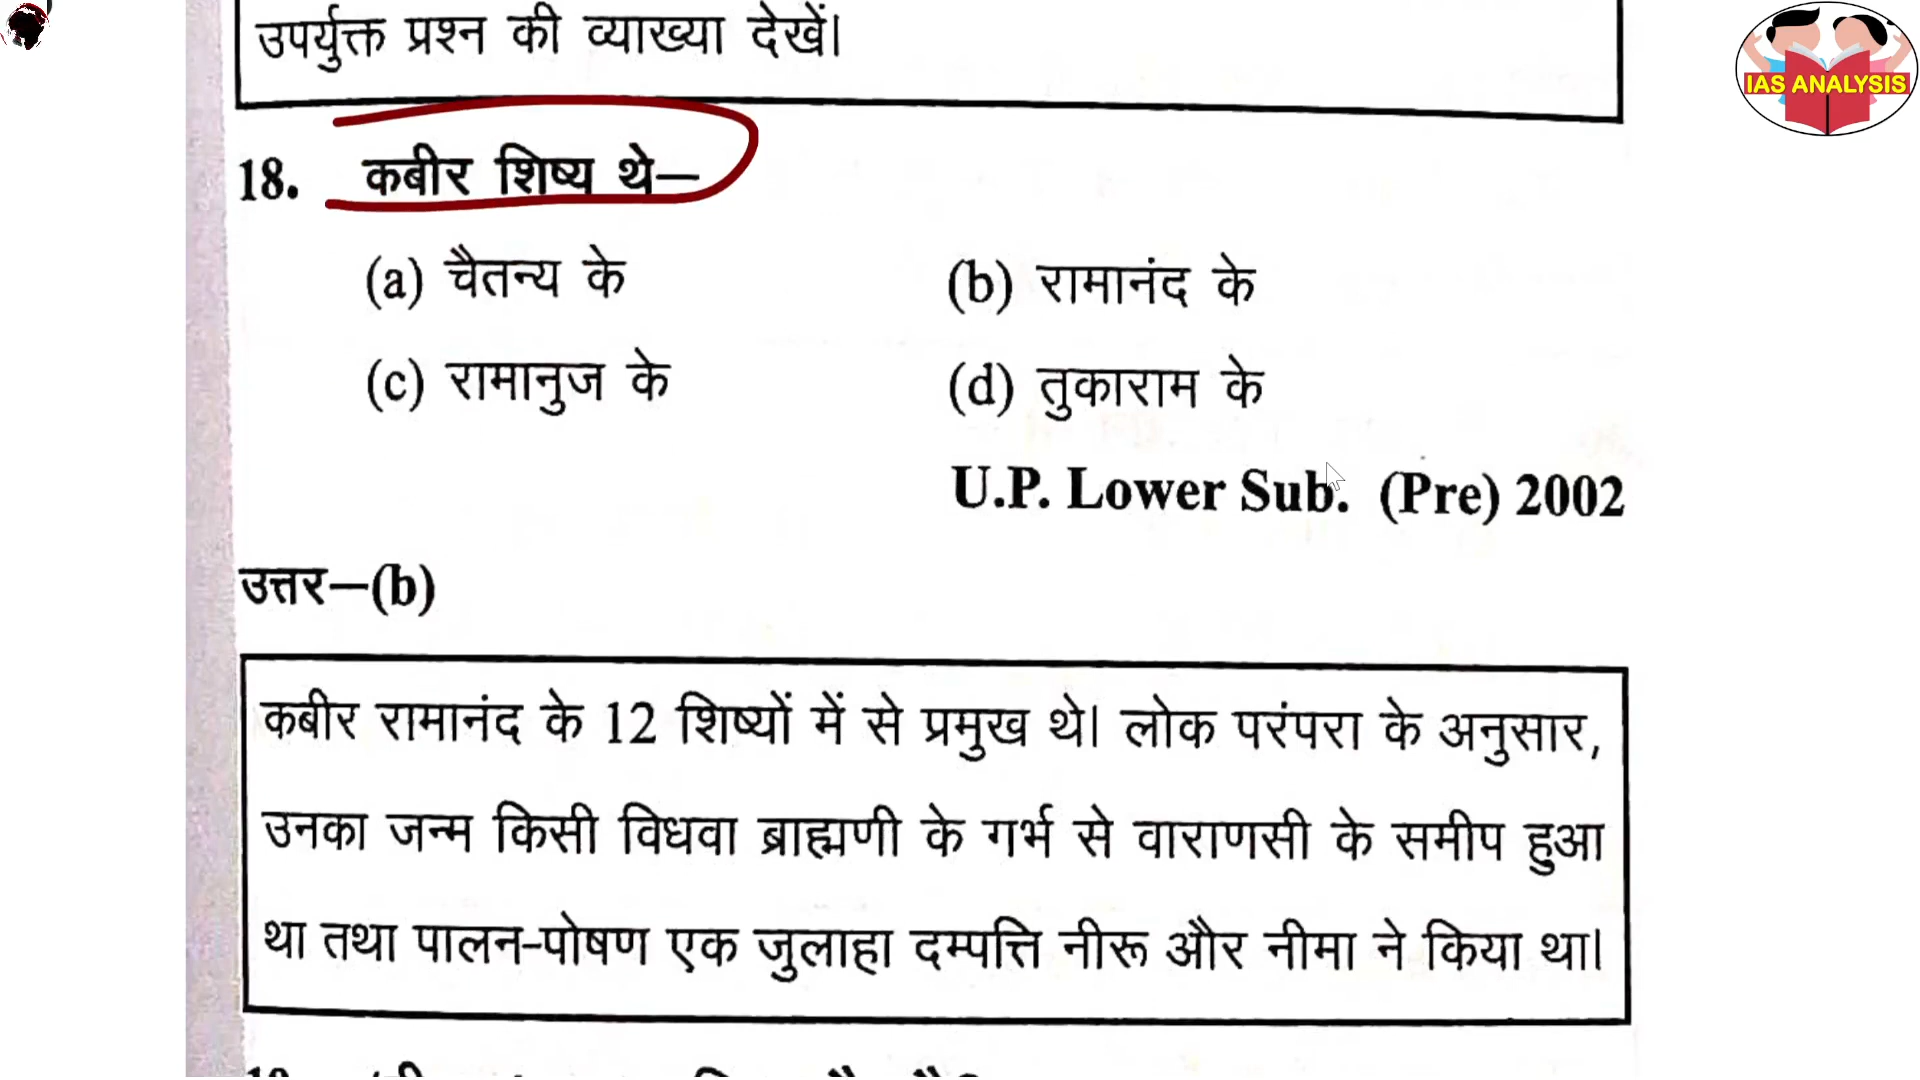 उपर्युक्त प्रश्न की व्याख्या देखें।
IAS ANALYSIS
18. कबीर शिष्य थे—
(a) चैतन्य के (b) रामानंद के
(c) रामानुज के (d) तुकाराम के
U.P. Lower Sub. (Pre) 2002
उत्तर—(b)
कबीर रामानंद के 12 शिष्यों में से प्रमुख थे। लोक परंपरा के अनुसार,
उनका जन्म किसी विधवा ब्राह्मणी के गर्भ से वाराणसी के समीप हुआ
था तथा पालन-पोषण एक जुलाहा दम्पत्ति नीरू और नीमा ने किया था।